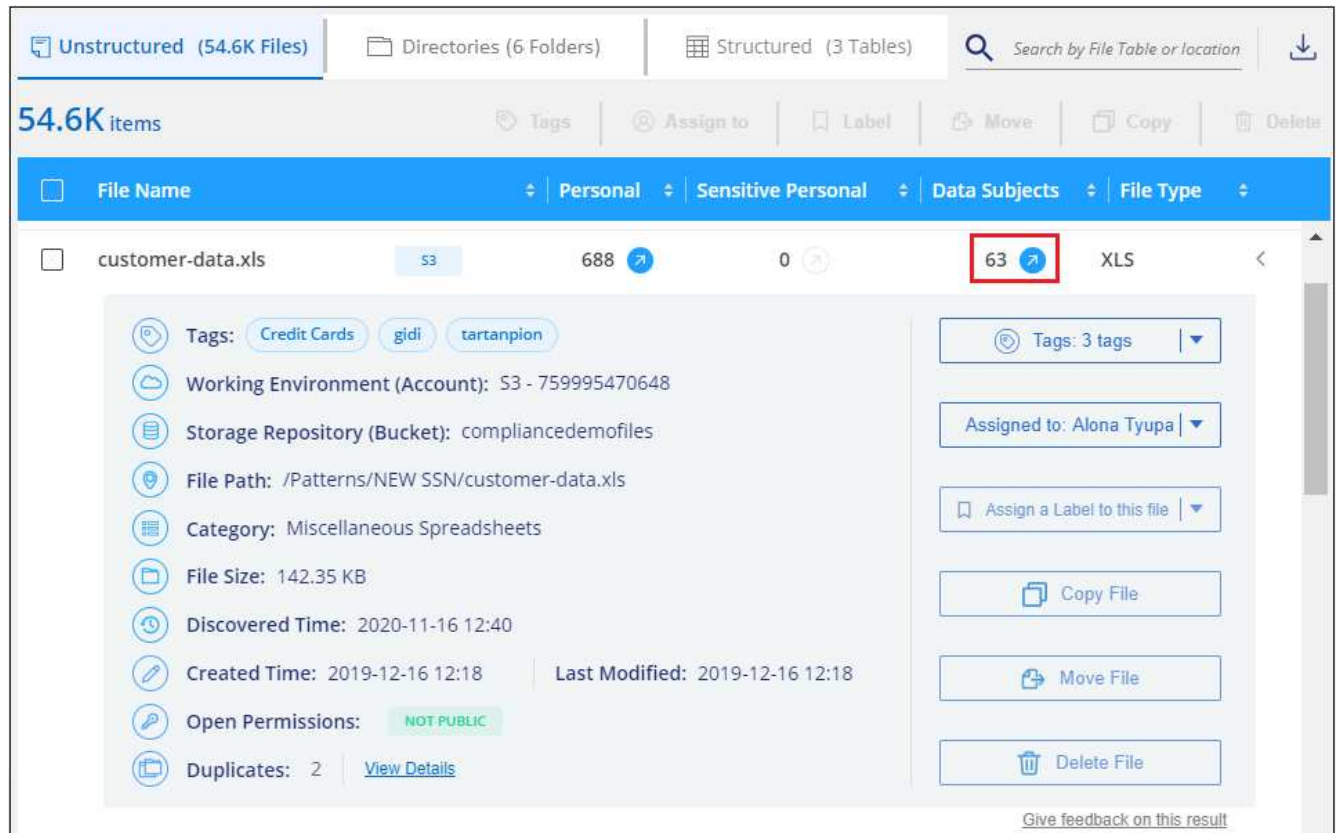 Unstructured (54.6K Files) Directories (6 Folders) Structured (3 Tables) Search by File Table or location
54.6K items Tags Assign to Label Move Copy Delete
File Name Personal Sensitive Personal Data Subjects File Type
customer-data.xls S3 688 0 63 XLS
Tags: Credit Cards gidi tartanpion Tags: 3 tags
Working Environment (Account): S3 - 759995470648
Storage Repository (Bucket): compliancedemofiles Assigned to: Alona Tyupa
File Path: /Patterns/NEW SSN/customer-data.xls
Category: Miscellaneous Spreadsheets Assign a Label to this file
File Size: 142.35 KB Copy File
Discovered Time: 2020-11-16 12:40
Created Time: 2019-12-16 12:18 Last Modified: 2019-12-16 12:18 Move File
Open Permissions: NOT PUBLIC
Duplicates: 2 View Details Delete File
Give feedback on this result